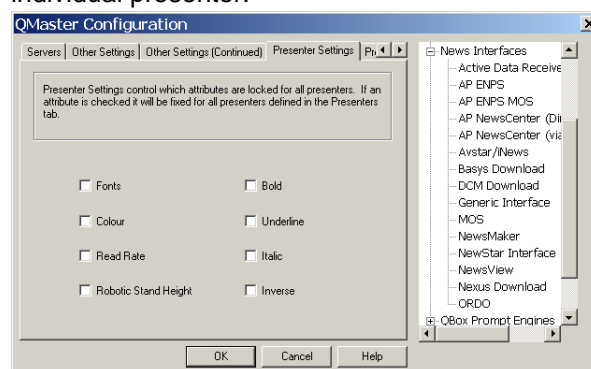 individual presenter.
QMaster Configuration
Servers
Other Settings
Other Settings (Continued)
Presenter Settings
Presenter Settings control which attributes are locked for all presenters. If an
attribute is checked it will be fixed for all presenters defined in the Presenters
tab.
Fonts
Bold
Colour
Underline
Read Rate
Italic
Robotic Stand Height
Inverse
OK
Cancel
Help
News Interfaces
Active Data Receive
AP ENPS
AP ENPS MOS
AP NewsCenter (Di
AP NewsCenter (via
Avstar/iNews
Basys Download
DCM Download
Generic Interface
MOS
NewsMaker
NewStar Interface
NewsView
Nexus Download
ORDO
QBox Prompt Engines